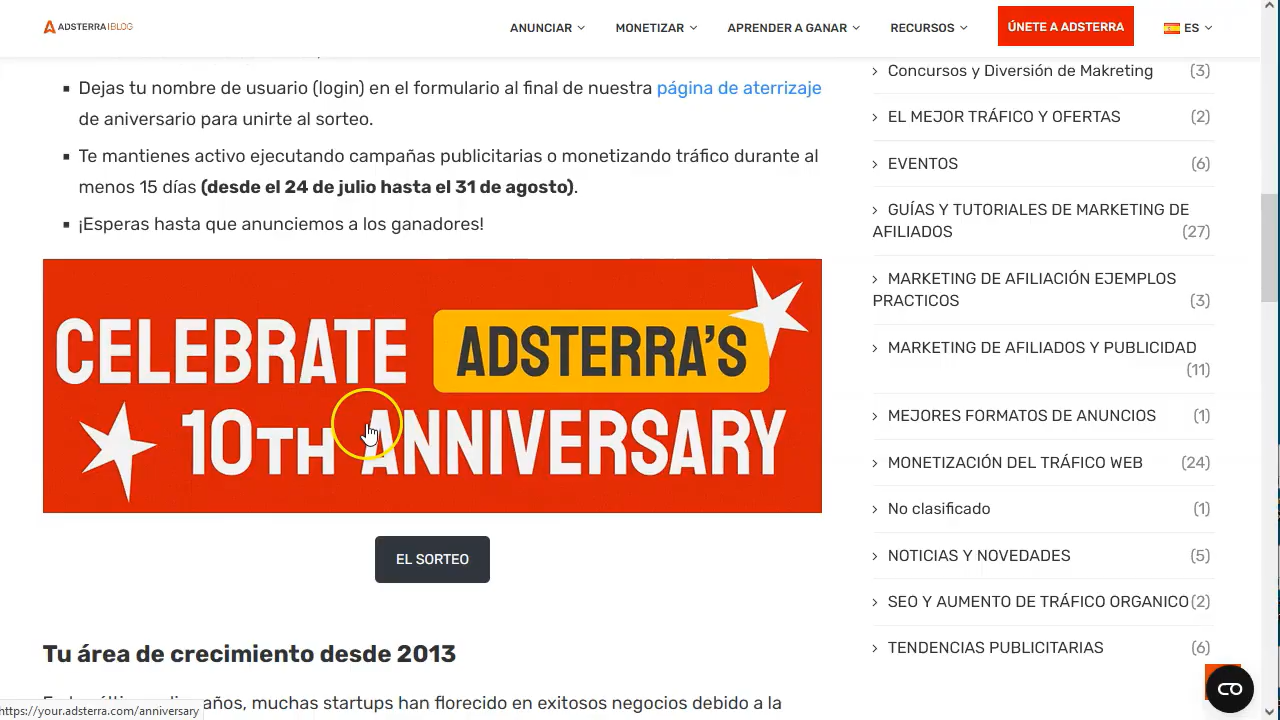 ADSTERRA BLOG
ANUNCIAR
MONETIZAR
APRENDER A GANAR
RECURSOS
ÚNETE A ADSTERRA
ES
Dejas tu nombre de usuario (login) en el formulario al final de nuestra página de aterrizaje
de aniversario para unirte al sorteo.
Te mantienes activo ejecutando campañas publicitarias o monetizando tráfico durante al
menos 15 días (desde el 24 de julio hasta el 31 de agosto).
¡Esperas hasta que anunciemos a los ganadores!
CELEBRATE ADSTERRA'S
10TH ANNIVERSARY
EL SORTEO
Tu área de crecimiento desde 2013
años, muchas startups han florecido en exitosos negocios debido a la
https://your.adsterra.com/anniversary
Concursos y Diversión de Makreting (3)
EL MEJOR TRÁFICO Y OFERTAS (2)
EVENTOS (6)
GUÍAS Y TUTORIALES DE MARKETING DE
AFILIADOS (27)
MARKETING DE AFILIACIÓN EJEMPLOS
PRACTICOS (3)
MARKETING DE AFILIADOS Y PUBLICIDAD
(11)
MEJORES FORMATOS DE ANUNCIOS (1)
MONETIZACIÓN DEL TRÁFICO WEB (24)
No clasificado (1)
NOTICIAS Y NOVEDADES (5)
SEO Y AUMENTO DE TRÁFICO ORGANICO (2)
TENDENCIAS PUBLICITARIAS (6)